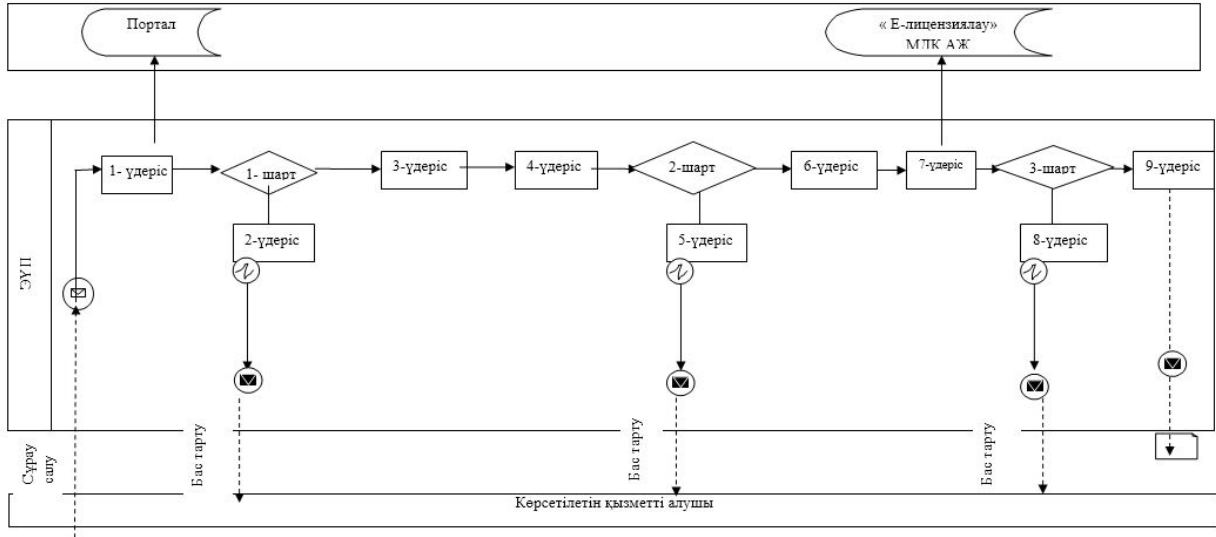 Портал
« Е-лицензиялау»
МДК АЖ
ЭҮП
1- үдеріс
1- шарт
3-үдеріс
4-үдеріс
2-шарт
6-үдеріс
7-үдеріс
3-шарт
9-үдеріс
2-үдеріс
5-үдеріс
8-үдеріс
Сұрау
салу
Бас тарту
Бас тарту
Бас тарту
Көрсетілетін қызметті алушы